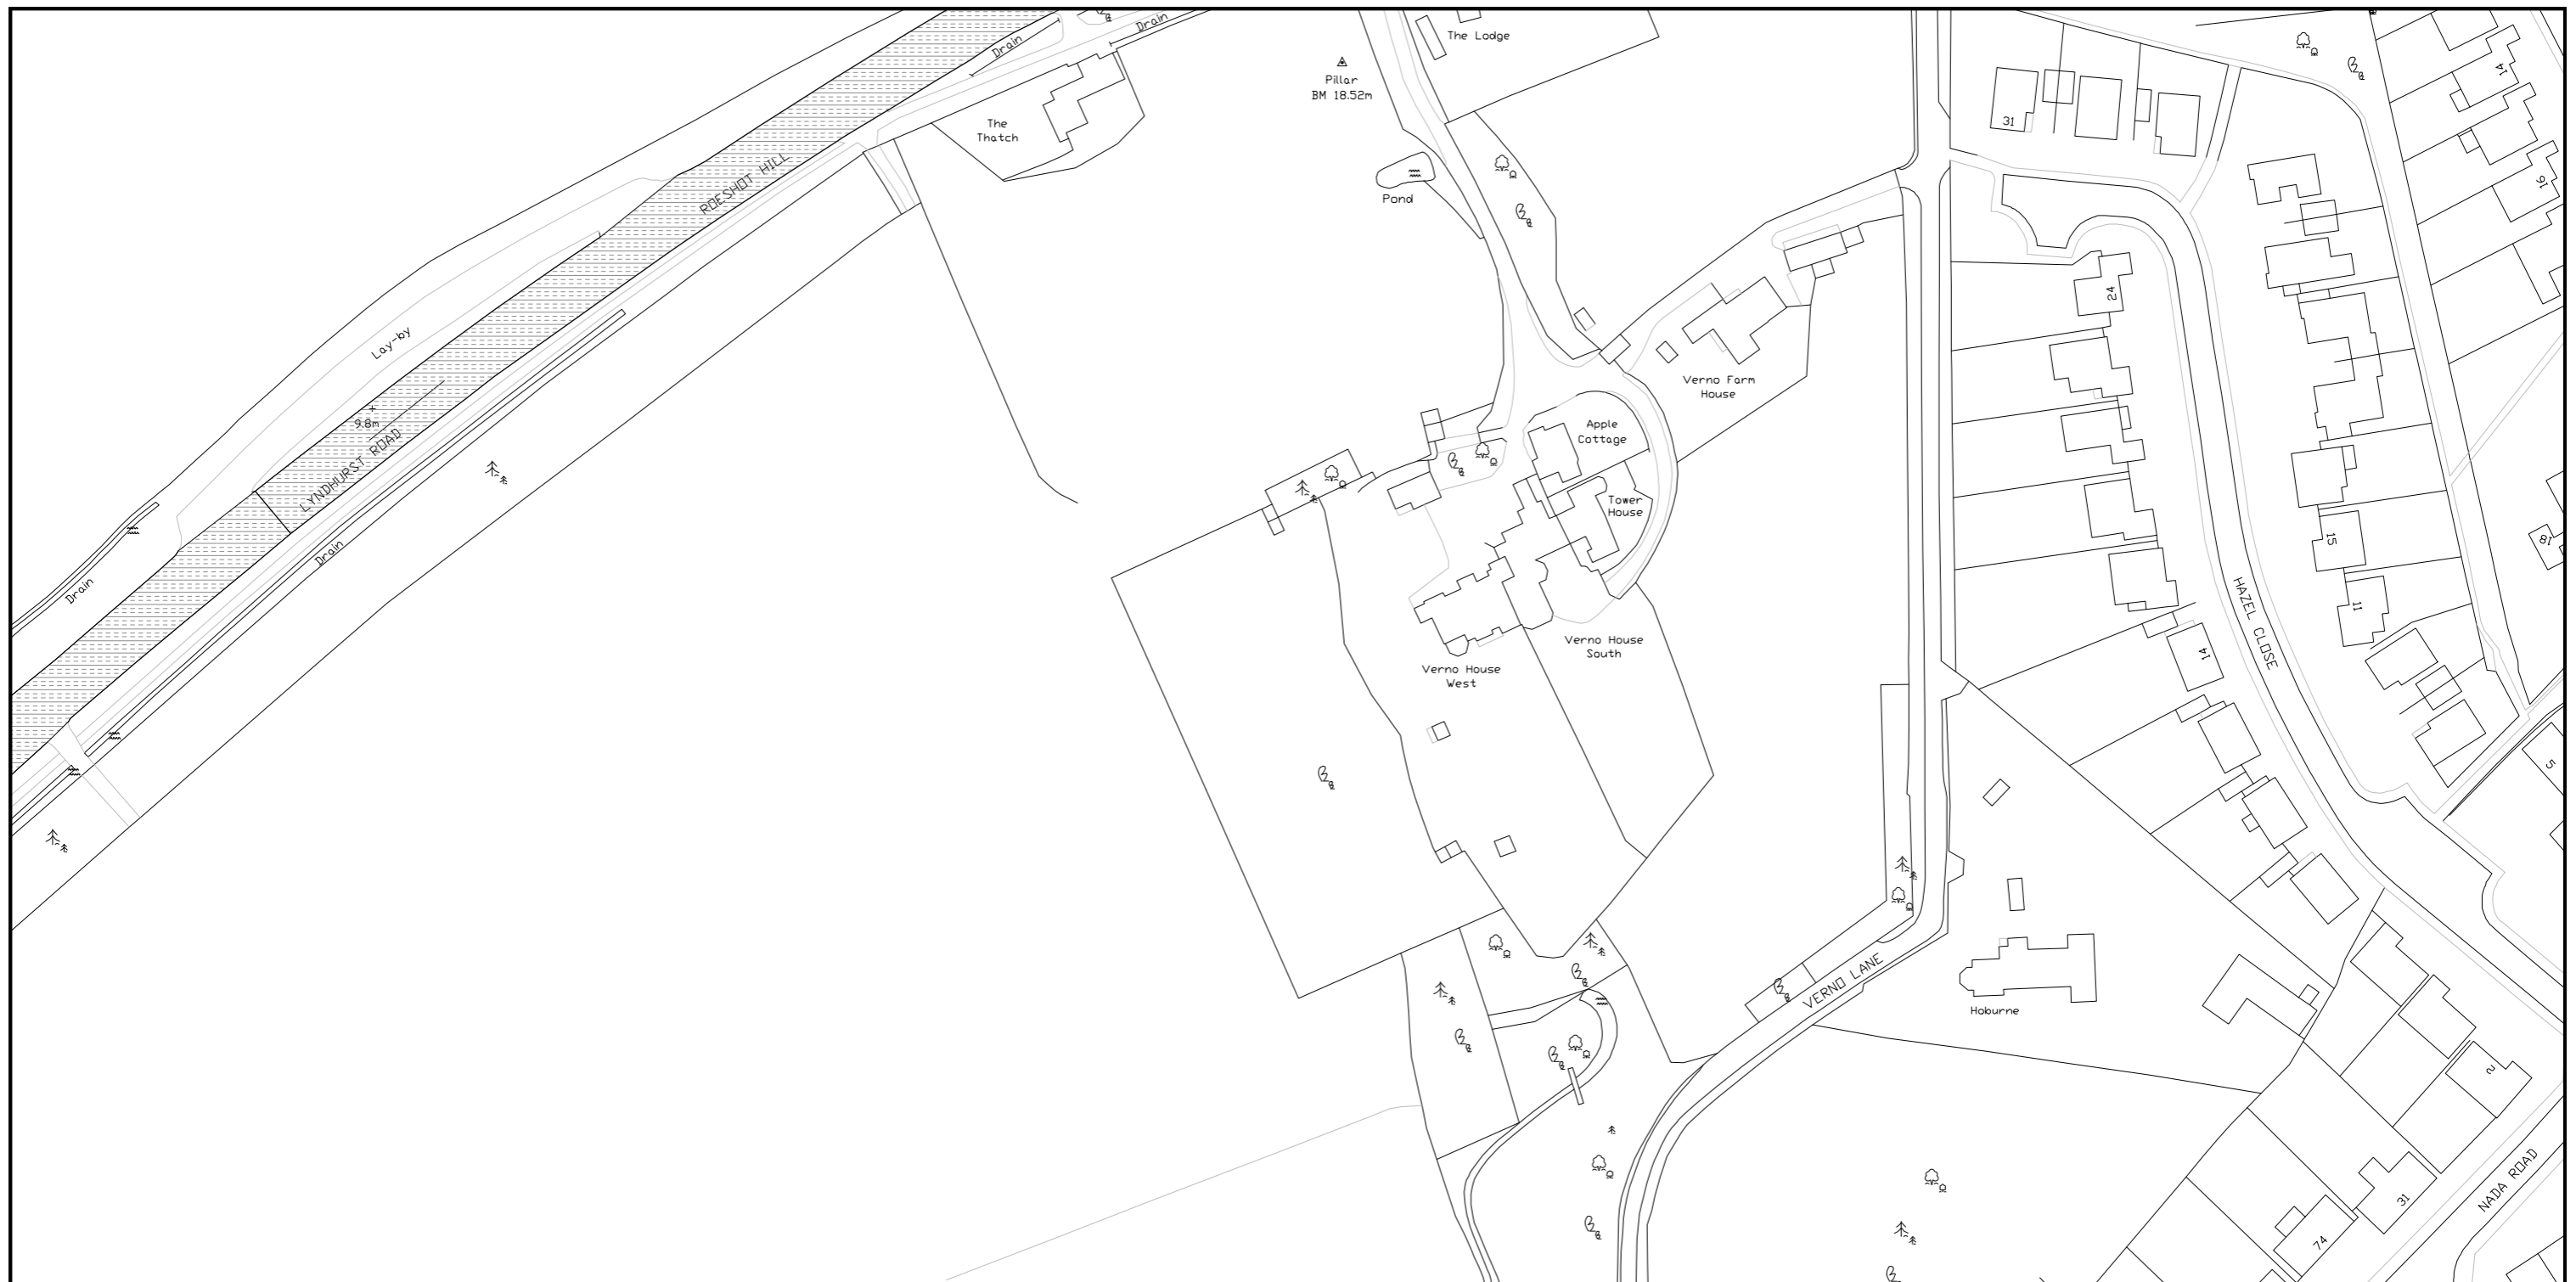 Drain
Drain
The Lodge
Pillar
BM 18.52m
The
Thatch
31
14
ROESHOT HILL
Pond
16
24
Lay-by
Verno Farm
House
9.8m
LYNDHURST ROAD
Apple
Cottage
Tower
House
Drain
Drain
15
18
11
HAZEL CLOSE
Verno House
South
Verno House
West
14
5
VERNO LANE
Hoburne
2
NADA ROAD
31
74